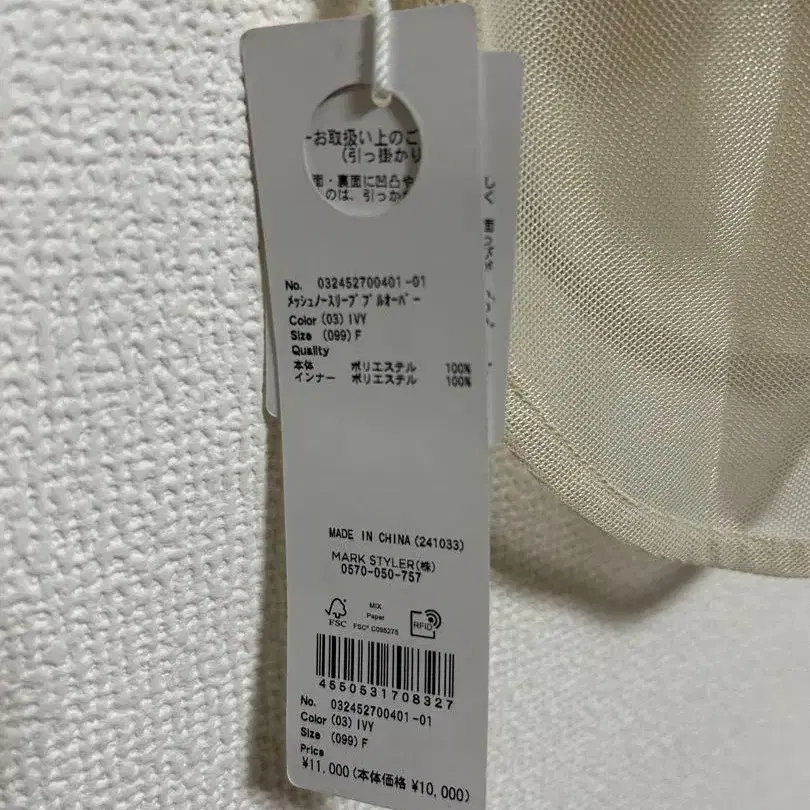 お取扱い上のご
(引っ掛かり
面・裏面に凹凸や
のは、引っか
No. 032452700401-01
ﾒｯｼｭﾉｰｽﾘｰﾌﾞﾌﾟﾙｵｰﾊﾞｰ
Color (03) IVY
Size (099) F
Quality
本体 ポリエステル 100%
インナー ポリエステル 100%
MADE IN CHINA (241033)
MARK STYLER(株)
0570-050-757
FSC
MIX
Paper
FSC® C095275
RFID
4550531708327
No. 032452700401-01
Color (03) IVY
Size (099) F
Price
¥11,000 (本体価格 ¥10,000)